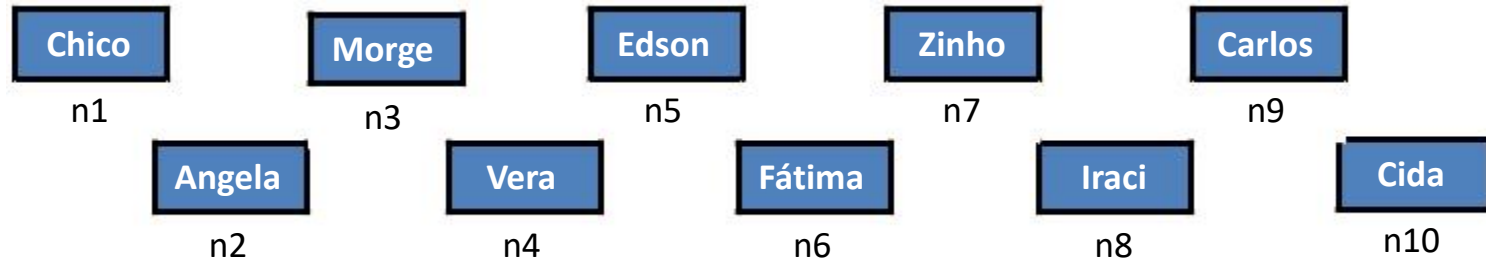 Chico Morge Edson Zinho Carlos
n1 n3 n5 n7 n9
Angela Vera Fátima Iraci Cida
n2 n4 n6 n8 n10